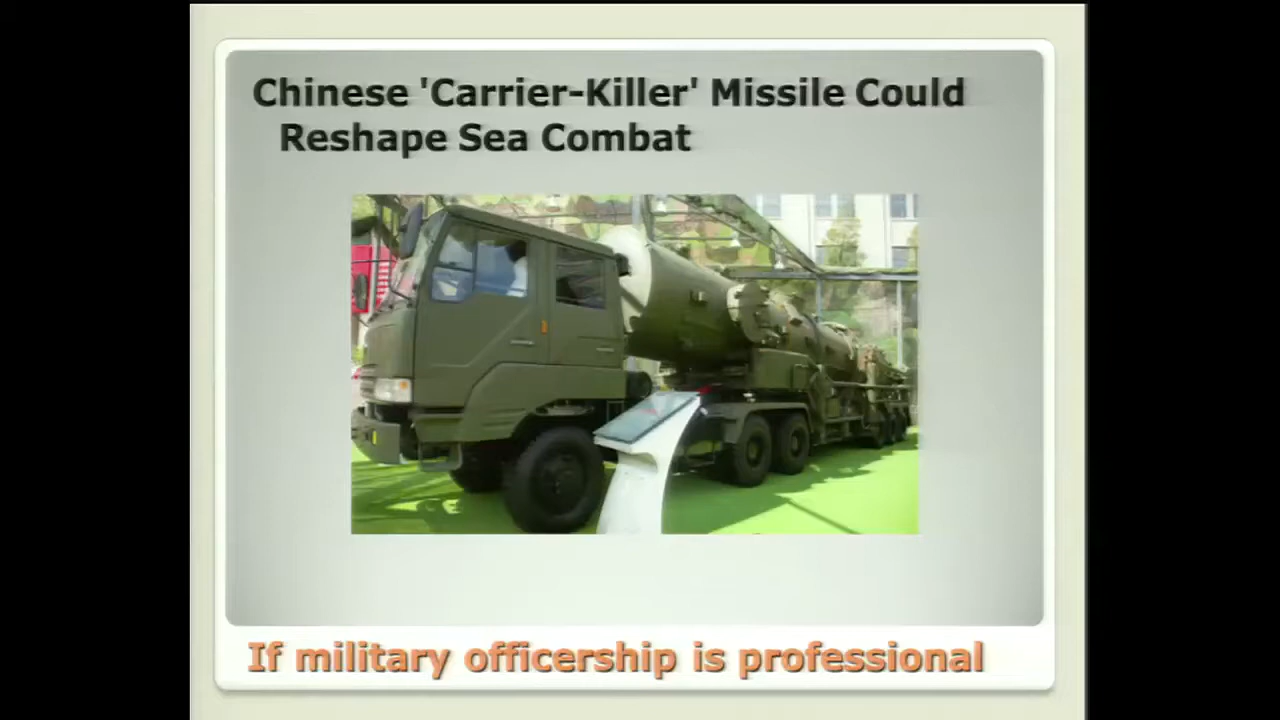 Chinese 'Carrier-Killer' Missile Could
Reshape Sea Combat
If military officership is professional